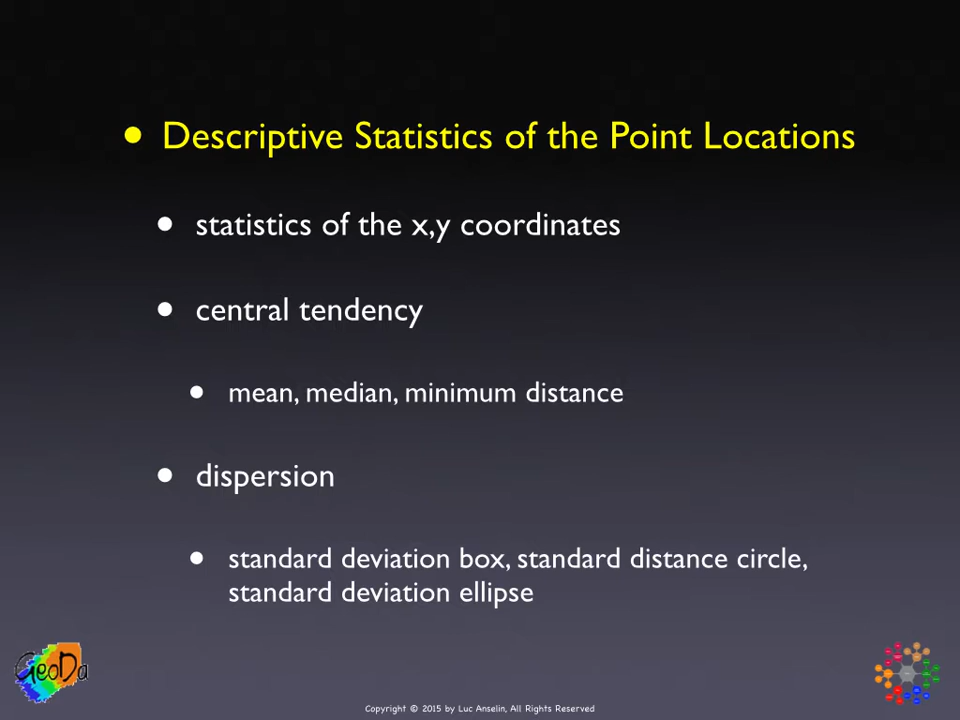 • Descriptive Statistics of the Point Locations
• statistics of the x,y coordinates
• central tendency
• mean, median, minimum distance
• dispersion
• standard deviation box, standard distance circle,
standard deviation ellipse
GeoDa
Copyright © 2015 by Luc Anselin, All Rights Reserved